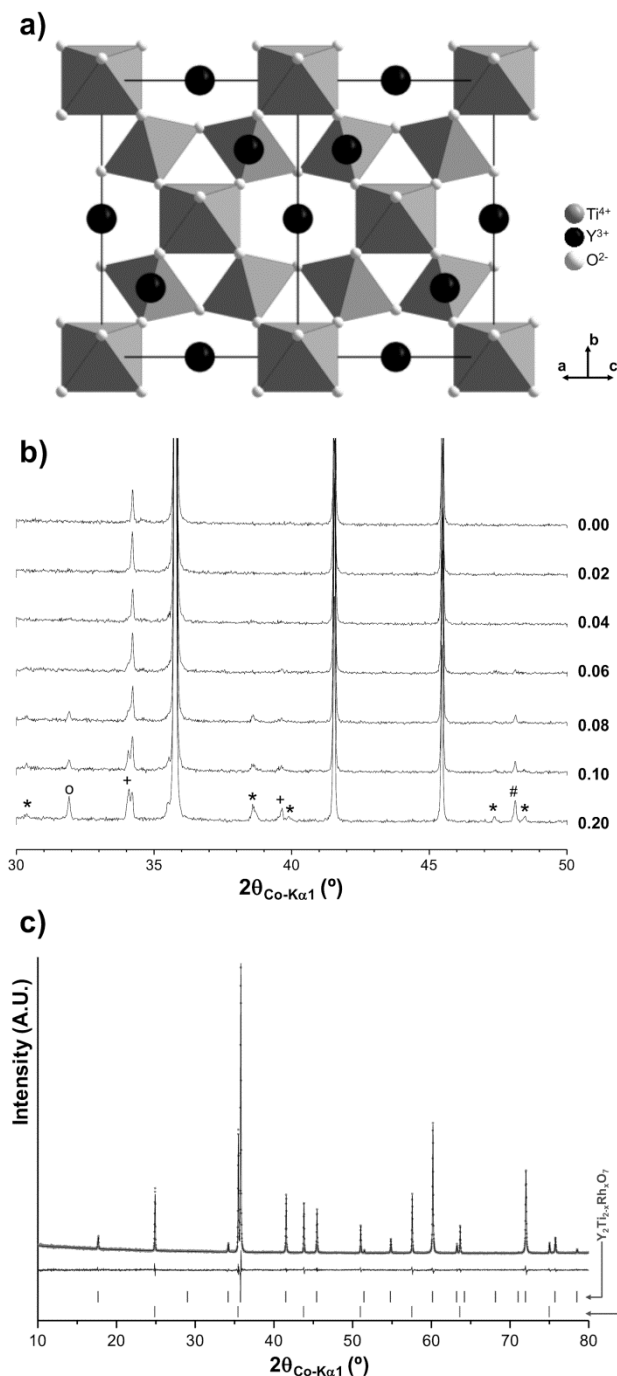 a)
Ti4+
Y3+
O2-
b
a c
b)
0.00
0.02
0.04
0.06
0.08
0.10
* o + * + * * # * 0.20
30 35 40 45 50
2θCo-Kα1 (º)
c)
Intensity (A.U.)
Y2Ti2-xRhxO7
10 20 30 40 50 60 70 80
2θCo-Kα1 (º)